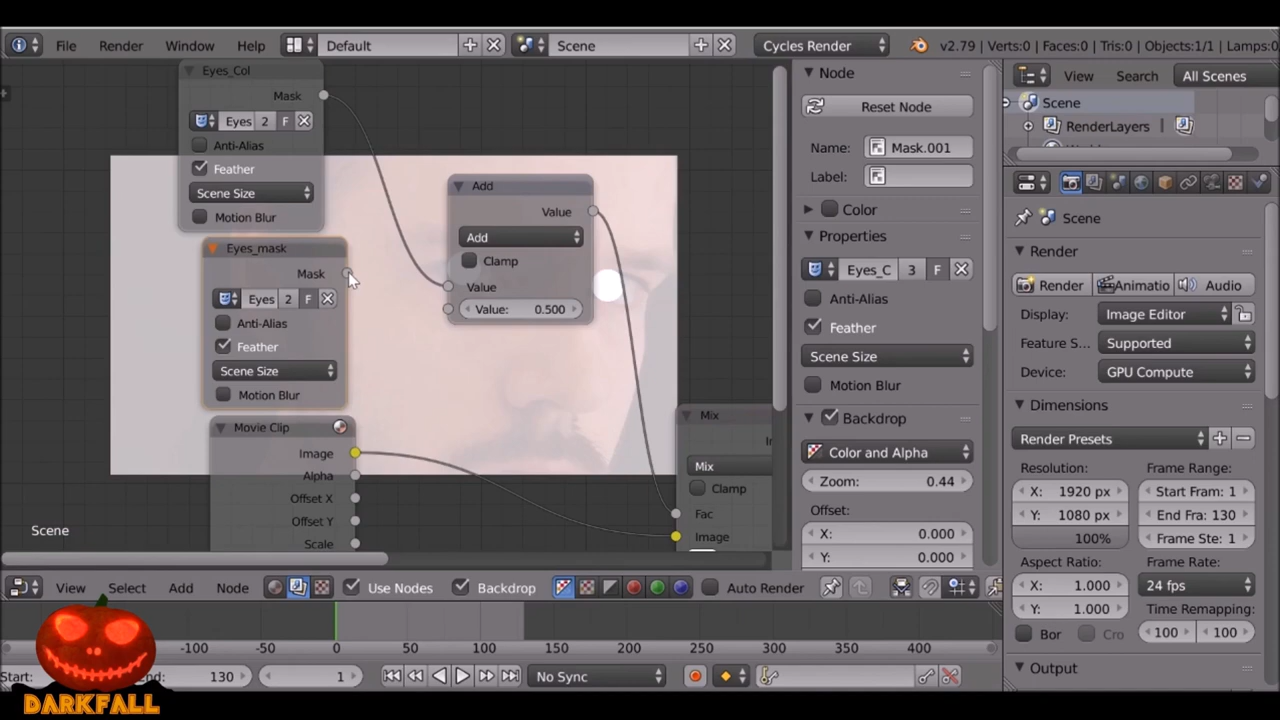 File Render Window Help Default Scene Cycles Render v2.79 | Verts:0 | Faces:0 | Tris:0 | Objects:1/1 | Lamps:0
Eyes_Col
Mask
Eyes 2 F
Anti-Alias
Feather
Scene Size
Motion Blur
Eyes_mask
Mask
Eyes 2 F
Anti-Alias
Feather
Scene Size
Motion Blur
Movie Clip
Image
Alpha
Offset X
Offset Y
Scale
Add
Value
Add
Clamp
Value
Value: 0.500
Mix
Mix
Clamp
Fac
Image
Scene
Node
Reset Node
Name: Mask.001
Label:
Color
Properties
Eyes_C 3 F
Anti-Alias
Feather
Scene Size
Motion Blur
Backdrop
Color and Alpha
Zoom: 0.44
Offset:
X: 0.000
Y: 0.000
View Search All Scenes
Scene
RenderLayers
Scene
Render
Render Animatio Audio
Display: Image Editor
Feature S... Supported
Device: GPU Compute
Dimensions
Render Presets
Resolution: Frame Range:
X: 1920 px Start Fram: 1
Y: 1080 px End Fra: 130
100% Frame Ste: 1
Aspect Ratio: Frame Rate:
X: 1.000 24 fps
Y: 1.000 Time Remapping:
Bor Cro 100 100
Output
View Select Add Node Use Nodes Backdrop Auto Render
-100 -50 0 50 100 150 200 250 300 350 400
Start: End: 130 1 No Sync
DARKFALL